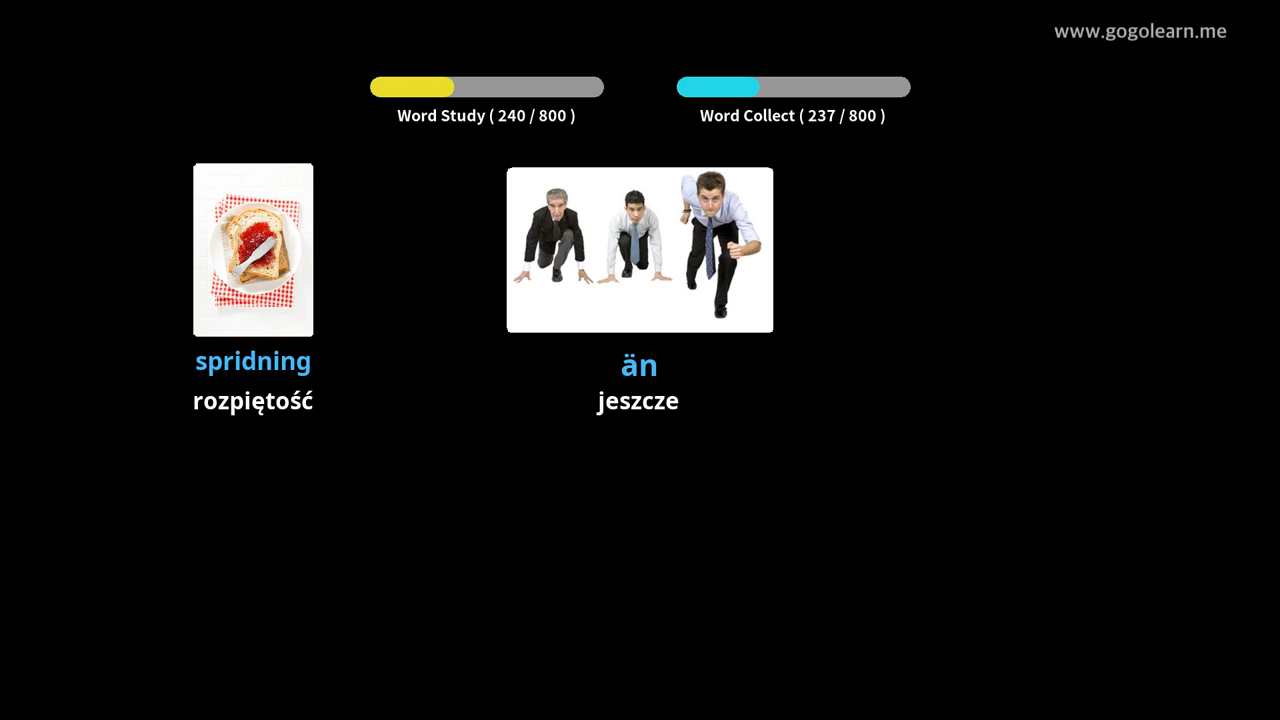 www.gogolearn.me
Word Study ( 240 / 800 )
Word Collect ( 237 / 800 )
spridning
rozpiętość
än
jeszcze